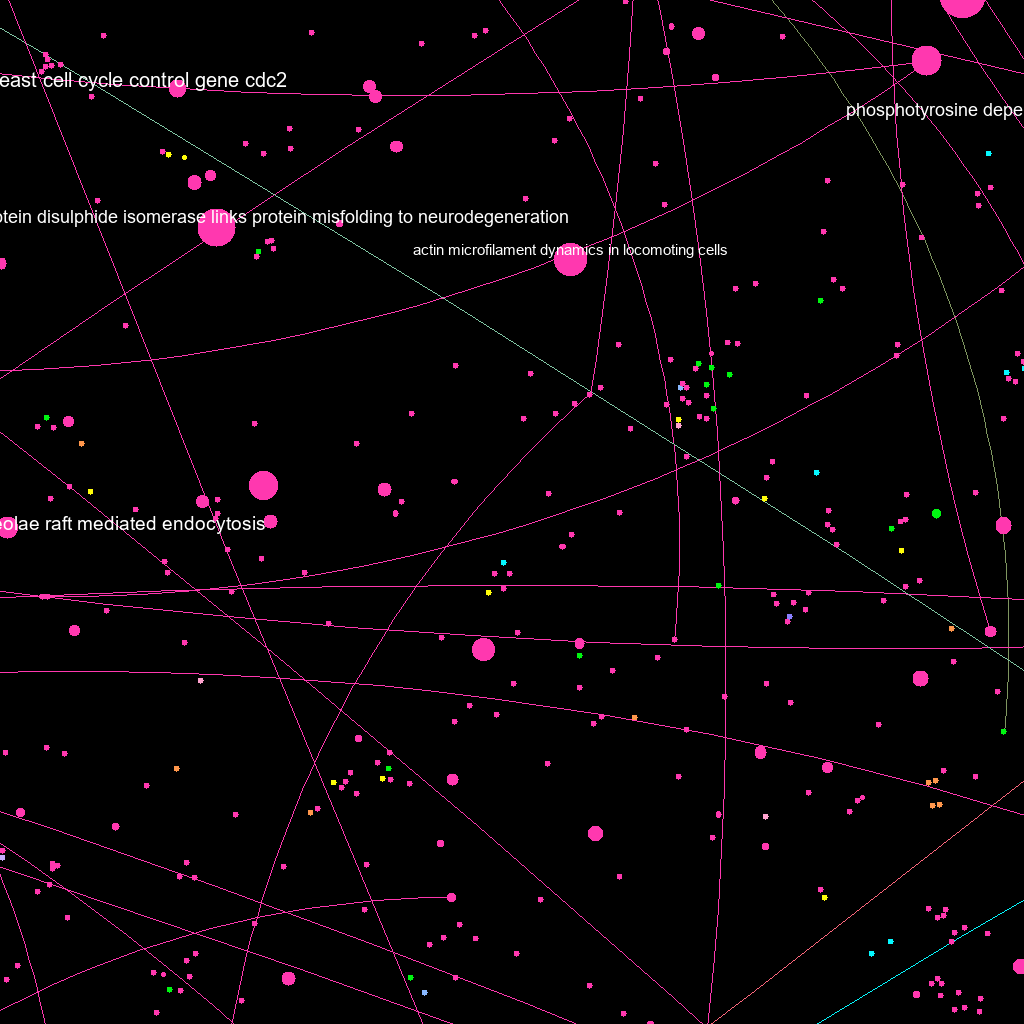 east cell cycle control gene cdc2
phosphotyrosine depe
otein disulphide isomerase links protein misfolding to neurodegeneration
actin microfilament dynamics in locomoting cells
eolae raft mediated endocytosis